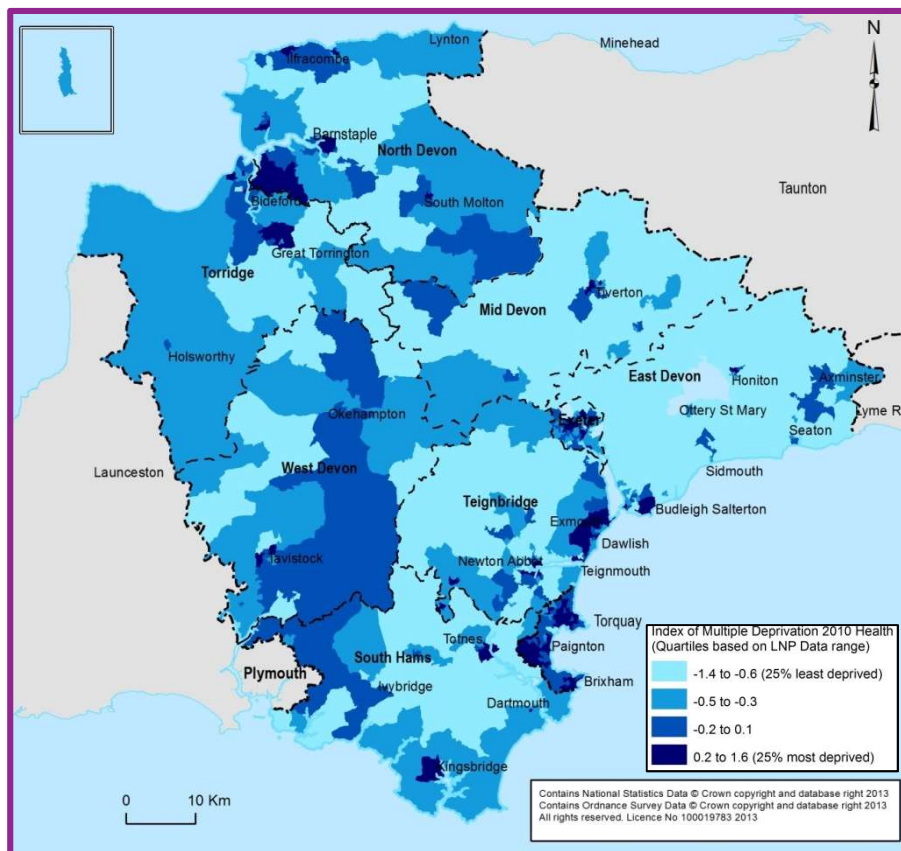 Lynton
Minehead
N
Ilfracombe
Barnstaple
North Devon
Taunton
Bideford
South Molton
Great Torrington
Torridge
Tiverton
Mid Devon
Holsworthy
East Devon
Honiton
Axminster
Okehampton
Ottery St Mary
Lyme R
Exeter
Seaton
Launceston
West Devon
Sidmouth
Teignbridge
Exmo
Budleigh Salterton
Dawlish
Tavistock
Newton Abbot
Teignmouth
Torquay
Totnes
Paignton
South Hams
Plymouth
Ivybridge
Brixham
Dartmouth
Kingsbridge
0 10 Km
Index of Multiple Deprivation 2010 Health
(Quartiles based on LNP Data range)
-1.4 to -0.6 (25% least deprived)
-0.5 to -0.3
-0.2 to 0.1
0.2 to 1.6 (25% most deprived)
Contains National Statistics Data © Crown copyright and database right 2013
Contains Ordnance Survey Data © Crown copyright and database right 2013
All rights reserved. Licence No 100019783 2013